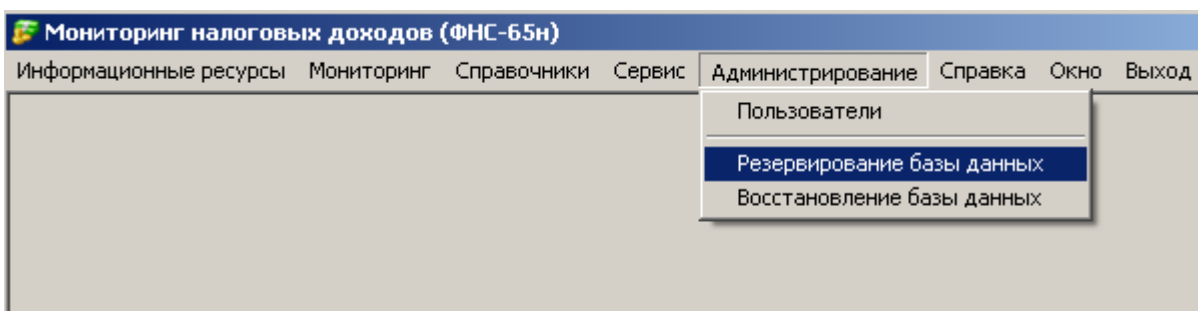 Мониторинг налоговых доходов (ФНС-65н)
Информационные ресурсы Мониторинг Справочники Сервис Администрирование Справка Окно Выход
Пользователи
Резервирование базы данных
Восстановление базы данных